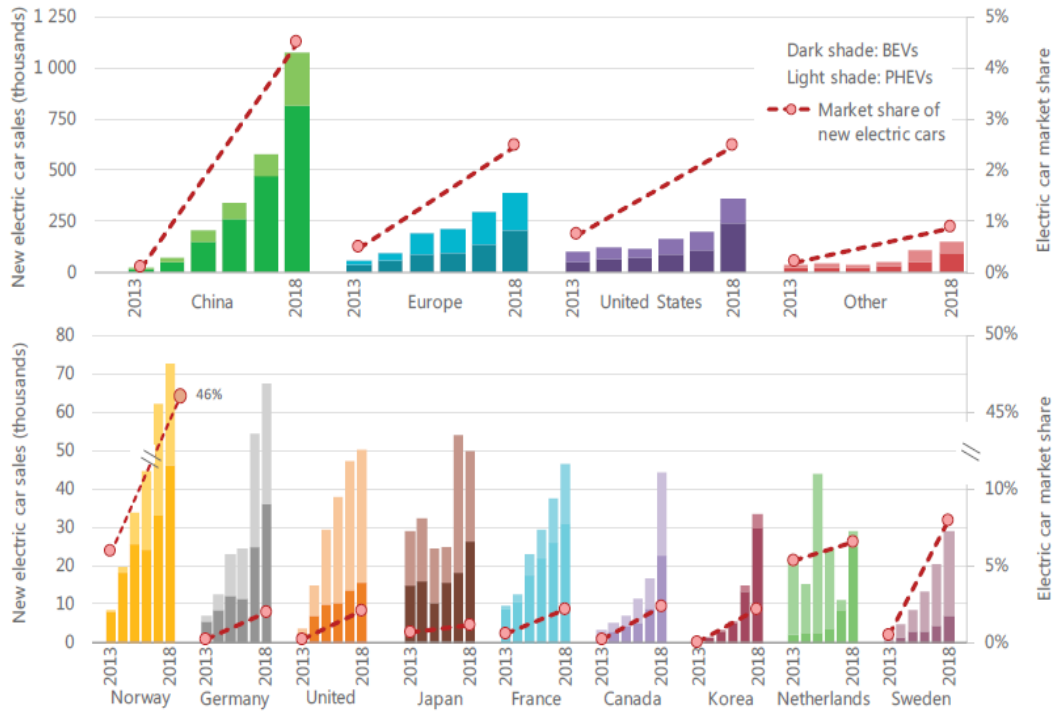 New electric car sales (thousands)
1 250
1 000
750
500
250
0
5%
4%
3%
2%
1%
0%
Electric car market share
Dark shade: BEVs
Light shade: PHEVs
Market share of
new electric cars
2013
2018
2013
2018
2013
2018
2013
2018
China
Europe
United States
Other
New electric car sales (thousands)
80
70
60
50
40
30
20
10
0
50%
45%
10%
5%
0%
Electric car market share
46%
2013
2018
2013
2018
2013
2018
2013
2018
2013
2018
2013
2018
2013
2018
2013
2018
2013
2018
Norway
Germany
United
Japan
France
Canada
Korea
Netherlands
Sweden